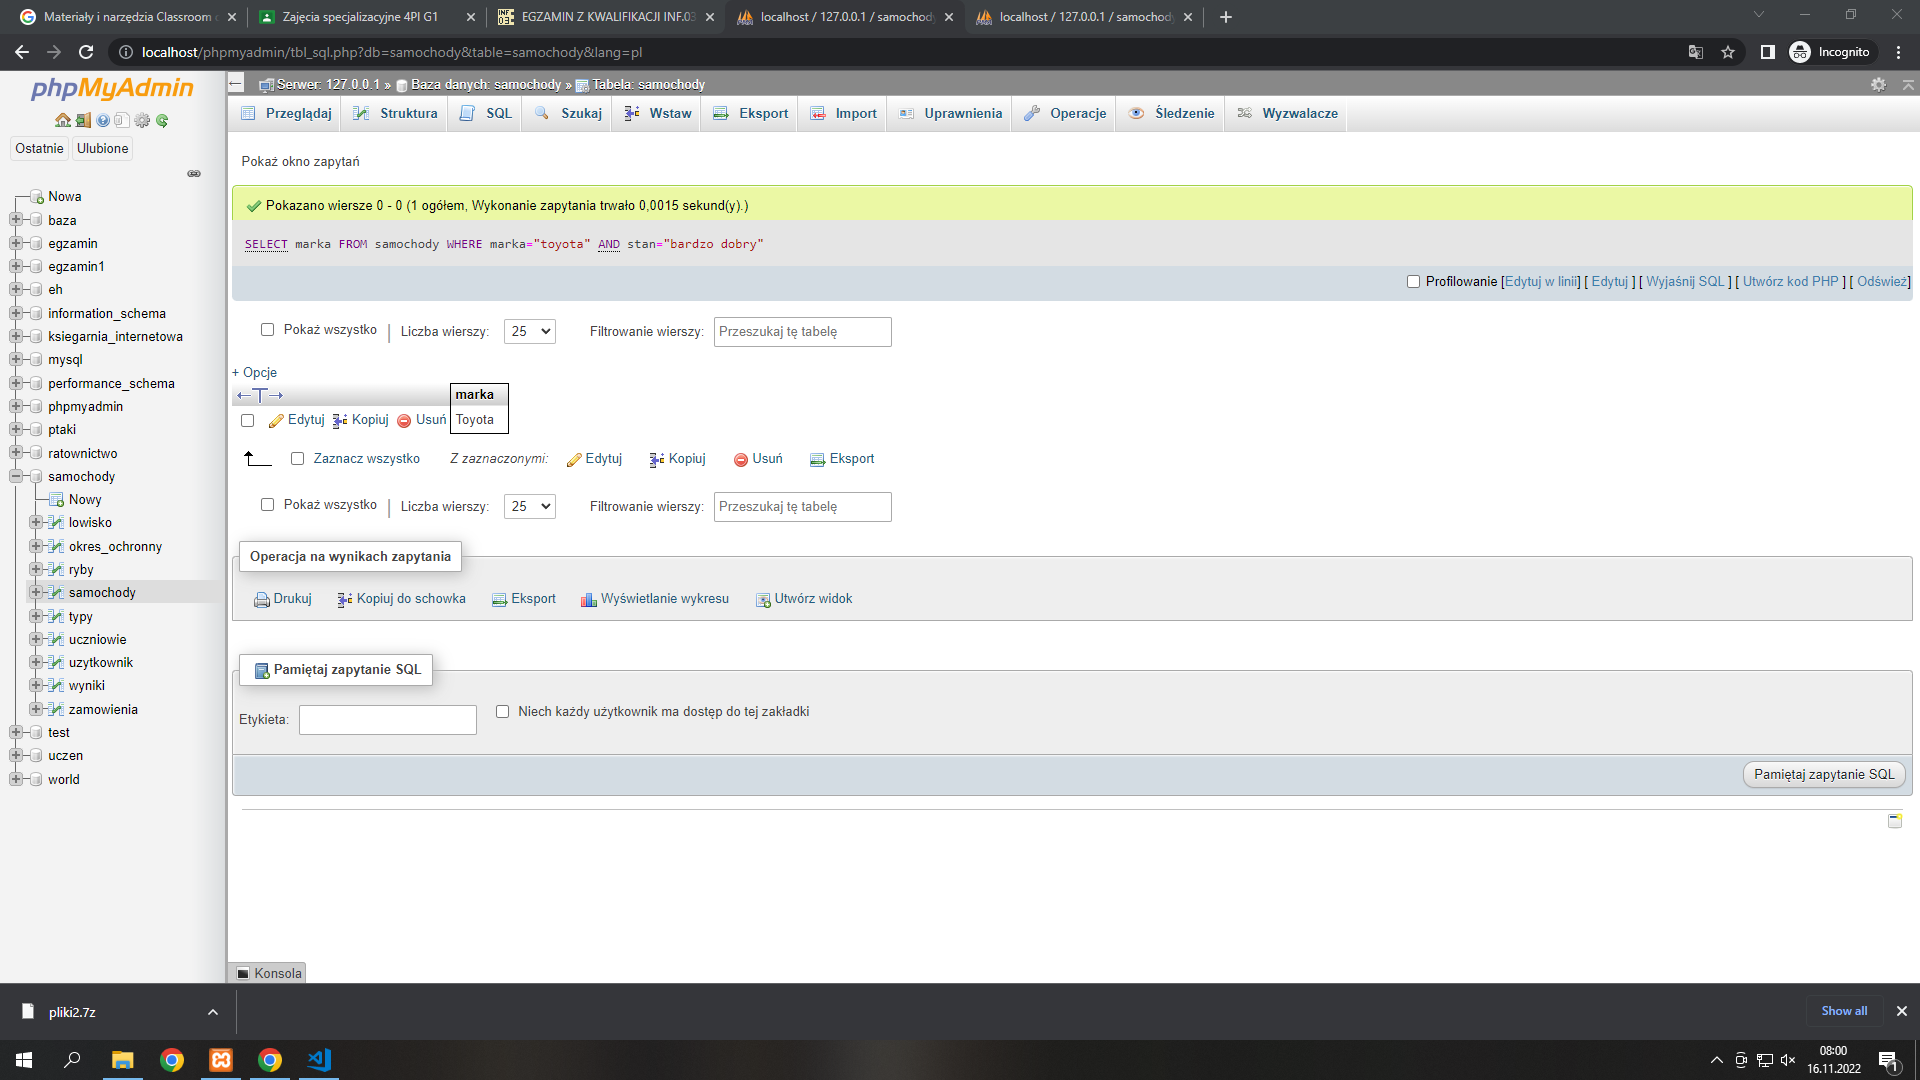 Materiały i narzędzia Classroom
Zajęcia specjalizacyjne 4PI G1
INF. 03
EGZAMIN Z KWALIFIKACJI INF.03
localhost / 127.0.0.1 / samochody
localhost / 127.0.0.1 / samochody
localhost/phpmyadmin/tbl_sql.php?db=samochody&table=samochody&lang=pl
Incognito
phpMyAdmin
Ostatnie
Ulubione
Nowa
baza
egzamin
egzamin1
eh
information_schema
ksiegarnia_internetowa
mysql
performance_schema
phpmyadmin
ptaki
ratownictwo
samochody
Nowy
lowisko
okres_ochronny
ryby
samochody
typy
uczniowie
uzytkownik
wyniki
zamowienia
test
uczen
world
Serwer: 127.0.0.1 » Baza danych: samochody » Tabela: samochody
Przeglądaj
Struktura
SQL
Szukaj
Wstaw
Eksport
Import
Uprawnienia
Operacje
Śledzenie
Wyzwalacze
Pokaż okno zapytań
Pokazano wiersze 0 - 0 (1 ogółem, Wykonanie zapytania trwało 0,0015 sekund(y).)
SELECT marka FROM samochody WHERE marka="toyota" AND stan="bardzo dobry"
Profilowanie [Edytuj w linii] [ Edytuj ] [ Wyjaśnij SQL ] [ Utwórz kod PHP ] [ Odśwież]
Pokaż wszystko | Liczba wierszy: 25 Filtrowanie wierszy: Przeszukaj tę tabelę
+ Opcje
←T→ marka
Edytuj Kopiuj Usuń Toyota
Zaznacz wszystko Z zaznaczonymi: Edytuj Kopiuj Usuń Eksport
Pokaż wszystko | Liczba wierszy: 25 Filtrowanie wierszy: Przeszukaj tę tabelę
Operacja na wynikach zapytania
Drukuj Kopiuj do schowka Eksport Wyświetlanie wykresu Utwórz widok
Pamiętaj zapytanie SQL
Etykieta: Niech każdy użytkownik ma dostęp do tej zakładki
Pamiętaj zapytanie SQL
Konsola
pliki2.7z
Show all
08:00
16.11.2022
1